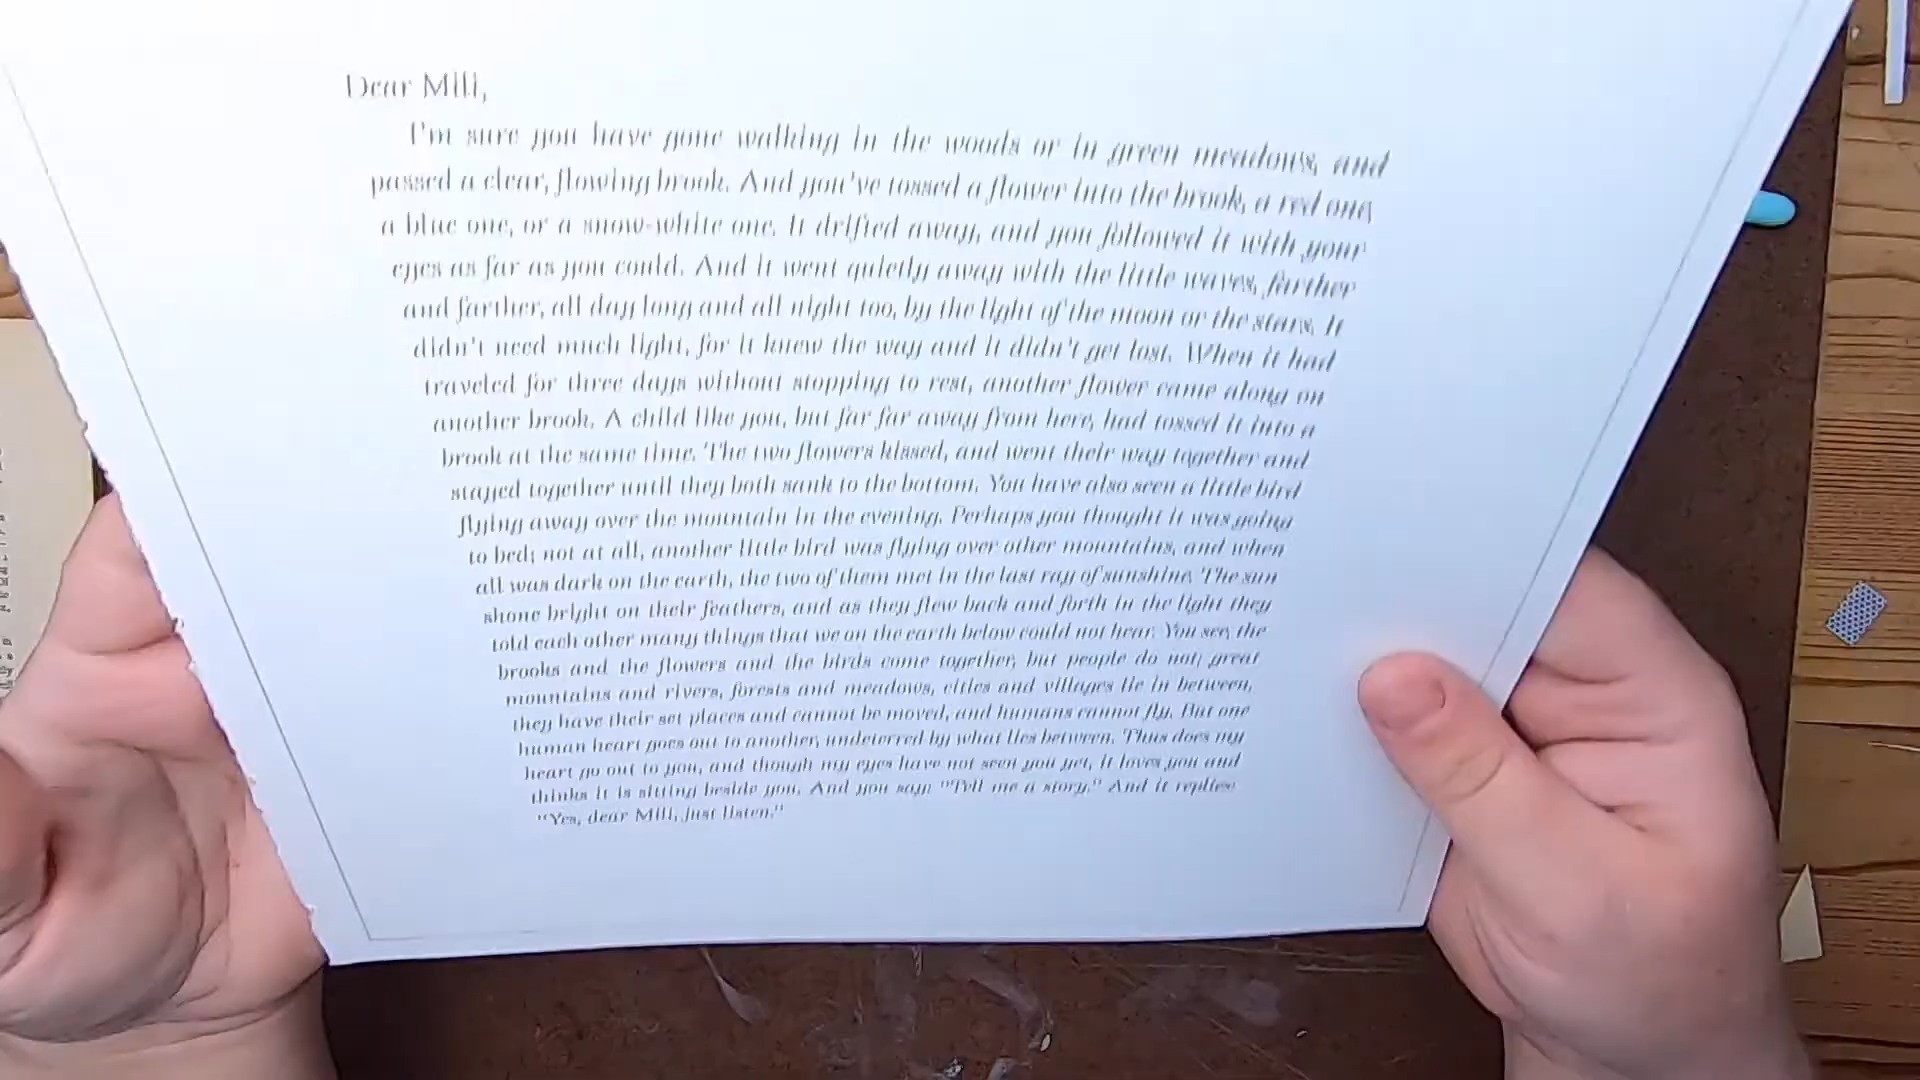 Dear Mili,
I'm sure you have gone walking in the woods or in green meadows, and
passed a clear, flowing brook. And you've tossed a flower into the brook, a red one,
a blue one, or a snow-white one. It drifted away, and you followed it with your
eyes as far as you could. And it went quietly away with the little waves, farther
and farther, all day long and all night too, by the light of the moon or the stars. It
didn't need much light, for it knew the way and it didn't get lost. When it had
traveled for three days without stopping to rest, another flower came along on
another brook. A child like you, but far far away from here, had tossed it into a
brook at the same time. The two flowers kissed, and went their way together and
stayed together until they both sank to the bottom. You have also seen a little bird
flying away over the mountain in the evening. Perhaps you thought it was going
to bed; not at all, another little bird was flying over other mountains, and when
all was dark on the earth, the two of them met in the last ray of sunshine. The sun
shone bright on their feathers, and as they flew back and forth in the light they
told each other many things that we on the earth below could not hear. You see, the
brooks and the flowers and the birds come together, but people do not; great
mountains and rivers, forests and meadows, cities and villages lie in between,
they have their set places and cannot be moved, and humans cannot fly. But one
human heart goes out to another, undeterred by what lies between. Thus does my
heart go out to you, and though my eyes have not seen you yet, it loves you and
thinks it is sitting beside you. And you say: "Tell me a story." And it replies:
"Yes, dear Mili, just listen."